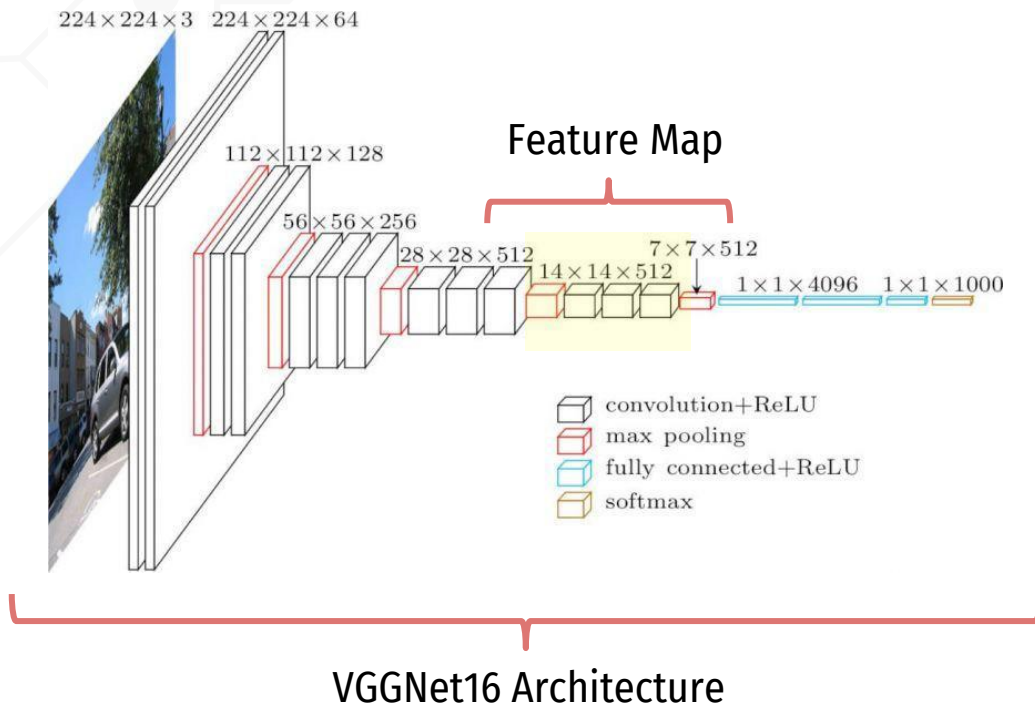 224 × 224 × 3 224 × 224 × 64
Feature Map
112 × 112 × 128
56 × 56 × 256
28 × 28 × 512
7 × 7 × 512
14 × 14 × 512
1 × 1 × 4096 1 × 1 × 1000
convolution+ReLU
max pooling
fully connected+ReLU
softmax
VGGNet16 Architecture